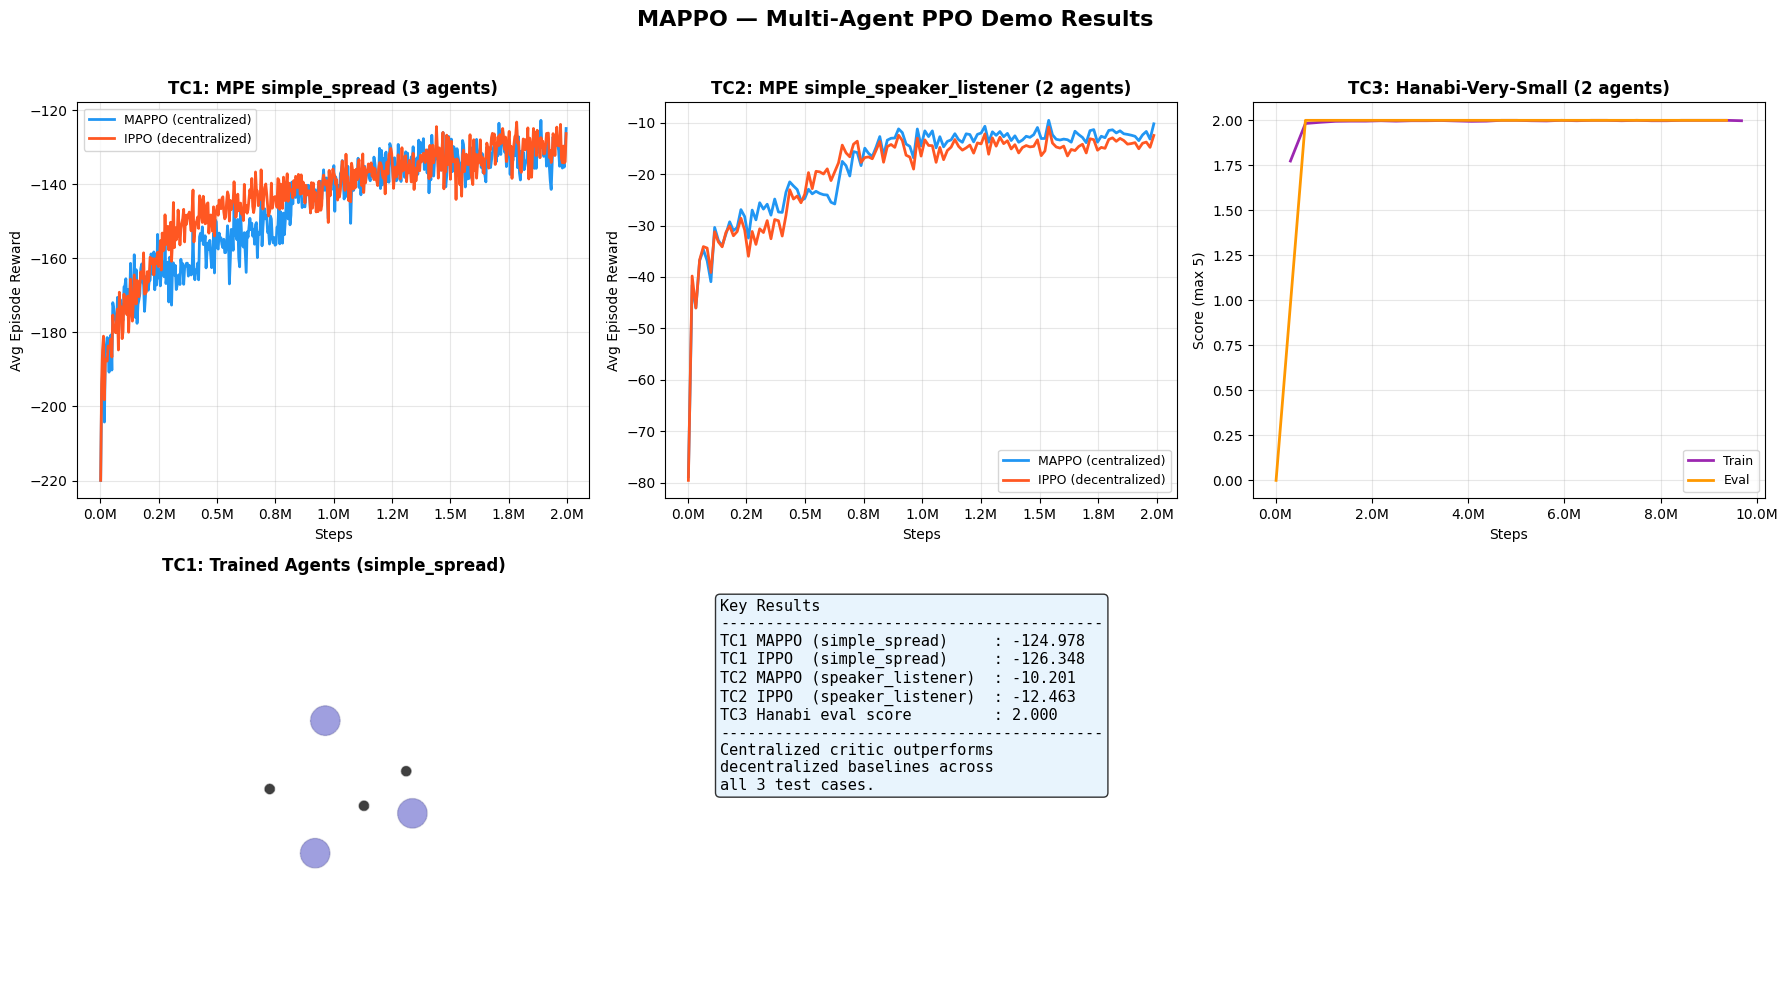 MAPPO — Multi-Agent PPO Demo Results
TC1: MPE simple_spread (3 agents)
Avg Episode Reward
−120
−140
−160
−180
−200
−220
MAPPO (centralized)
IPPO (decentralized)
0.0M 0.2M 0.5M 0.8M 1.0M 1.2M 1.5M 1.8M 2.0M
Steps
TC2: MPE simple_speaker_listener (2 agents)
Avg Episode Reward
−10
−20
−30
−40
−50
−60
−70
−80
MAPPO (centralized)
IPPO (decentralized)
0.0M 0.2M 0.5M 0.8M 1.0M 1.2M 1.5M 1.8M 2.0M
Steps
TC3: Hanabi-Very-Small (2 agents)
Score (max 5)
2.00
1.75
1.50
1.25
1.00
0.75
0.50
0.25
0.00
Train
Eval
0.0M 2.0M 4.0M 6.0M 8.0M 10.0M
Steps
TC1: Trained Agents (simple_spread)
Key Results
------------------------------------------
TC1 MAPPO (simple_spread)     : -124.978
TC1 IPPO  (simple_spread)     : -126.348
TC2 MAPPO (speaker_listener)  : -10.201
TC2 IPPO  (speaker_listener)  : -12.463
TC3 Hanabi eval score         : 2.000
------------------------------------------
Centralized critic outperforms
decentralized baselines across
all 3 test cases.